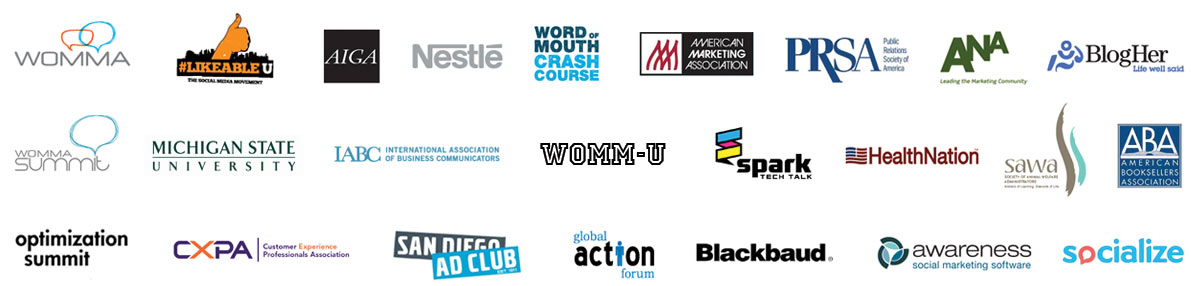 WOMMA
#LIKEABLE U
THE SOCIAL MEDIA MOVEMENT
AIGA
Nestlé
WORD OF
MOUTH
CRASH
COURSE
AMERICAN
MARKETING
ASSOCIATION
PRSA
Public
Relations
Society of
America
ANA
Leading the Marketing Community
BlogHer
Life well said
WOMMA
summit
MICHIGAN STATE
UNIVERSITY
IABC
INTERNATIONAL ASSOCIATION
OF BUSINESS COMMUNICATORS
WOMM-U
spark
TECH TALK
HealthNation
sawa
SOCIETY OF ANIMAL WELFARE
ADMINISTRATORS
ABA
AMERICAN
BOOKSELLERS
ASSOCIATION
optimization
summit
CXPA
Customer Experience
Professionals Association
SAN DIEGO
AD CLUB
EST. 1911
global
action
forum
Blackbaud
awareness
social marketing software
socialize